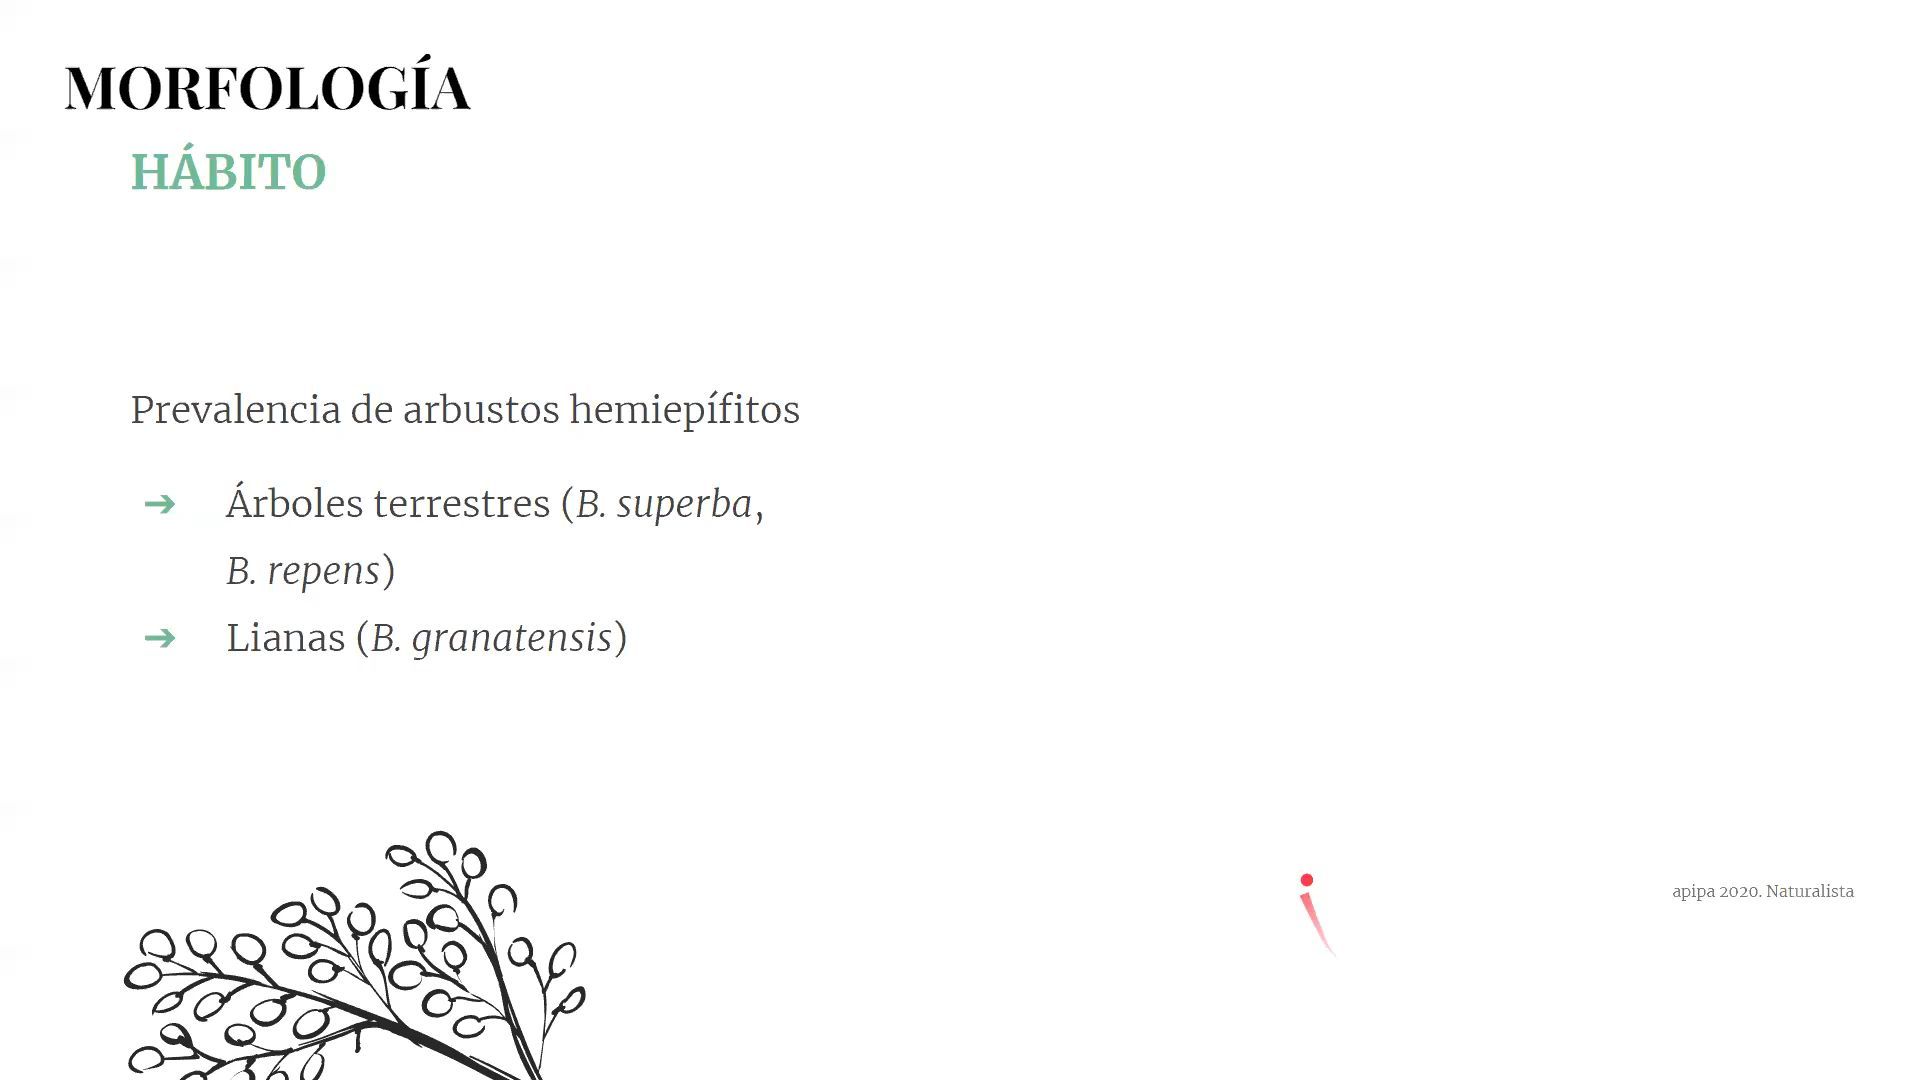 MORFOLOGÍA
HÁBITO
Prevalencia de arbustos hemiepífitos
➔ Árboles terrestres (B. superba,
B. repens)
➔ Lianas (B. granatensis)
apipa 2020. Naturalista